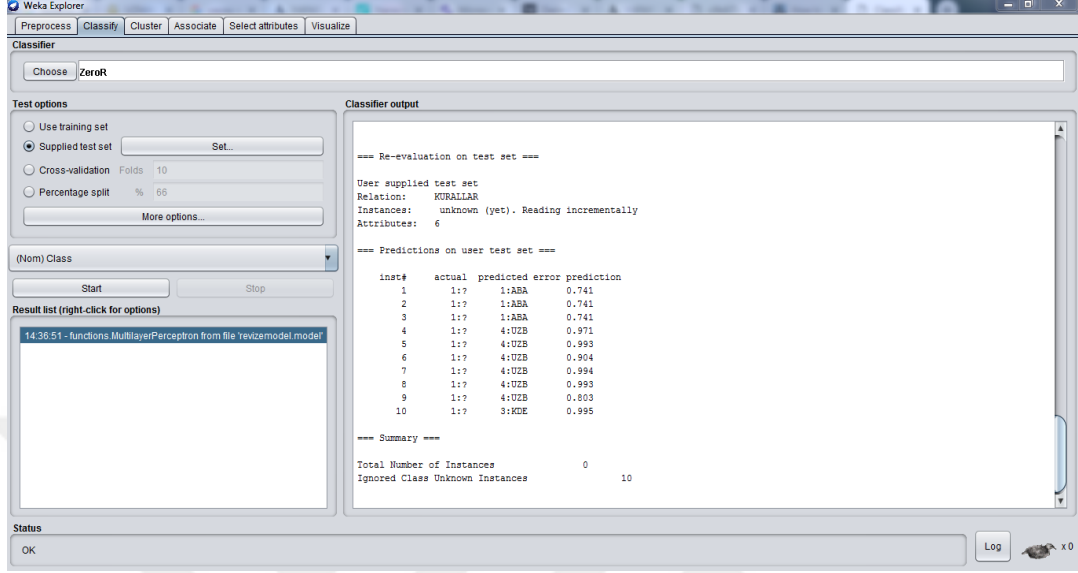 Weka Explorer
Preprocess Classify Cluster Associate Select attributes Visualize
Classifier
Choose ZeroR
Test options
Use training set
Supplied test set Set...
Cross-validation Folds 10
Percentage split % 66
More options...
(Nom) Class
Start Stop
Result list (right-click for options)
14:36:51 - functions.MultilayerPerceptron from file 'revizemodel.model'
Classifier output
=== Re-evaluation on test set ===
User supplied test set
Relation: KURALLAR
Instances: unknown (yet). Reading incrementally
Attributes: 6
=== Predictions on user test set ===
inst# actual predicted error prediction
1 1:? 1:ABA 0.741
2 1:? 1:ABA 0.741
3 1:? 1:ABA 0.741
4 1:? 4:UZB 0.971
5 1:? 4:UZB 0.993
6 1:? 4:UZB 0.904
7 1:? 4:UZB 0.994
8 1:? 4:UZB 0.993
9 1:? 4:UZB 0.803
10 1:? 3:KDE 0.995
=== Summary ===
Total Number of Instances 0
Ignored Class Unknown Instances 10
Status
OK
Log x 0